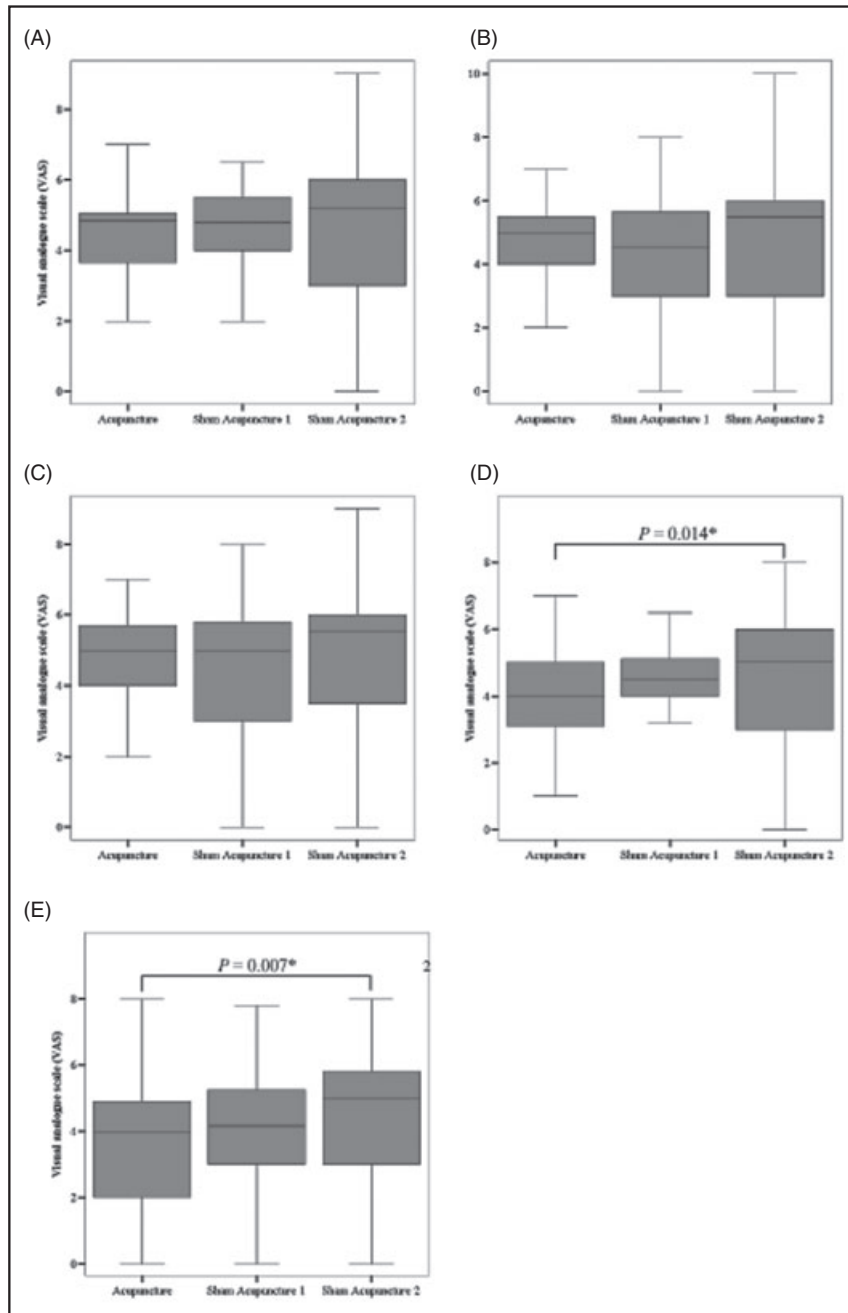 (A)
(B)
Visual analogue scale (VAS)
8
6
4
2
0
Acupuncture
Sham Acupuncture 1
Sham Acupuncture 2
Visual analogue scale (VAS)
10
8
6
4
2
0
Acupuncture
Sham Acupuncture 1
Sham Acupuncture 2
(C)
(D)
Visual analogue scale (VAS)
8
6
4
2
0
Acupuncture
Sham Acupuncture 1
Sham Acupuncture 2
P = 0.014*
Visual analogue scale (VAS)
8
6
4
2
0
Acupuncture
Sham Acupuncture 1
Sham Acupuncture 2
(E)
P = 0.007*
2
Visual analogue scale (VAS)
8
6
4
2
0
Acupuncture
Sham Acupuncture 1
Sham Acupuncture 2